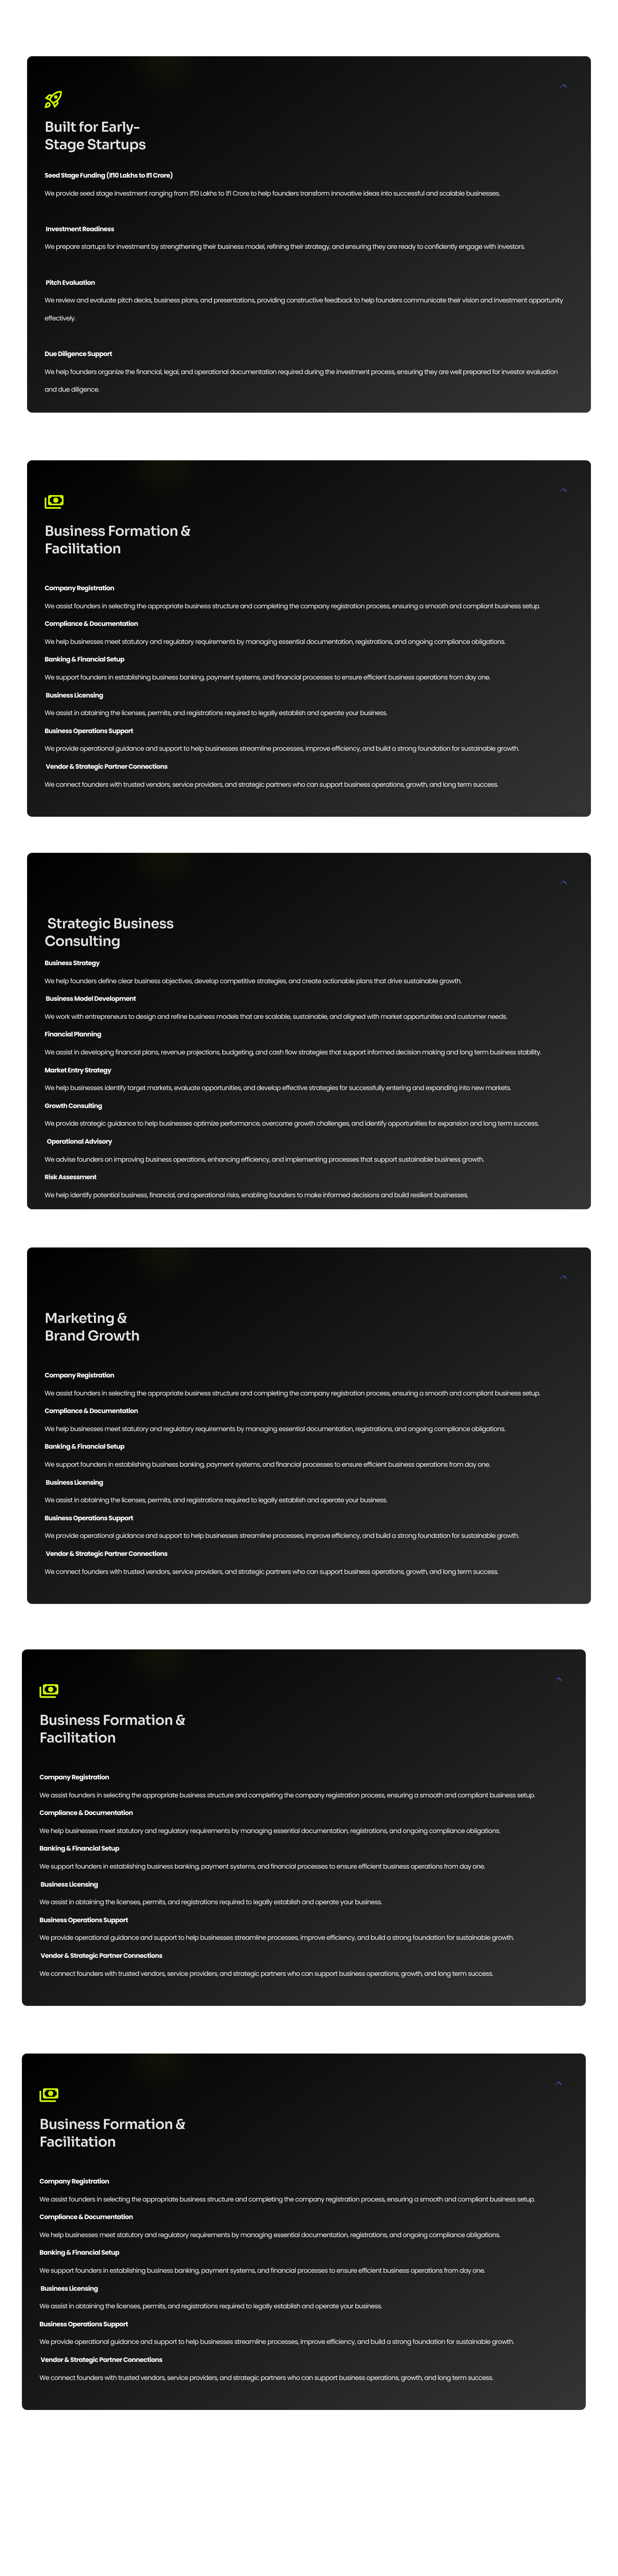 Built for Early-
Stage Startups
Seed Stage Funding (₹10 Lakhs to ₹1 Crore)
We provide seed stage investment ranging from ₹10 Lakhs to ₹1 Crore to help founders transform innovative ideas into successful and scalable businesses.
Investment Readiness
We prepare startups for investment by strengthening their business model, refining their strategy, and ensuring they are ready to confidently engage with investors.
Pitch Evaluation
We review and evaluate pitch decks, business plans, and presentations, providing constructive feedback to help founders communicate their vision and investment opportunity
effectively.
Due Diligence Support
We help founders organize the financial, legal, and operational documentation required during the investment process, ensuring they are well prepared for investor evaluation
and due diligence.
Business Formation &
Facilitation
Company Registration
We assist founders in selecting the appropriate business structure and completing the company registration process, ensuring a smooth and compliant business setup.
Compliance & Documentation
We help businesses meet statutory and regulatory requirements by managing essential documentation, registrations, and ongoing compliance obligations.
Banking & Financial Setup
We support founders in establishing business banking, payment systems, and financial processes to ensure efficient business operations from day one.
Business Licensing
We assist in obtaining the licenses, permits, and registrations required to legally establish and operate your business.
Business Operations Support
We provide operational guidance and support to help businesses streamline processes, improve efficiency, and build a strong foundation for sustainable growth.
Vendor & Strategic Partner Connections
We connect founders with trusted vendors, service providers, and strategic partners who can support business operations, growth, and long term success.
Strategic Business
Consulting
Business Strategy
We help founders define clear business objectives, develop competitive strategies, and create actionable plans that drive sustainable growth.
Business Model Development
We work with entrepreneurs to design and refine business models that are scalable, sustainable, and aligned with market opportunities and customer needs.
Financial Planning
We assist in developing financial plans, revenue projections, budgeting, and cash flow strategies that support informed decision making and long term business stability.
Market Entry Strategy
We help businesses identify target markets, evaluate opportunities, and develop effective strategies for successfully entering and expanding into new markets.
Growth Consulting
We provide strategic guidance to help businesses optimize performance, overcome growth challenges, and identify opportunities for expansion and long term success.
Operational Advisory
We advise founders on improving business operations, enhancing efficiency, and implementing processes that support sustainable business growth.
Risk Assessment
We help identify potential business, financial, and operational risks, enabling founders to make informed decisions and build resilient businesses.
Marketing &
Brand Growth
Company Registration
We assist founders in selecting the appropriate business structure and completing the company registration process, ensuring a smooth and compliant business setup.
Compliance & Documentation
We help businesses meet statutory and regulatory requirements by managing essential documentation, registrations, and ongoing compliance obligations.
Banking & Financial Setup
We support founders in establishing business banking, payment systems, and financial processes to ensure efficient business operations from day one.
Business Licensing
We assist in obtaining the licenses, permits, and registrations required to legally establish and operate your business.
Business Operations Support
We provide operational guidance and support to help businesses streamline processes, improve efficiency, and build a strong foundation for sustainable growth.
Vendor & Strategic Partner Connections
We connect founders with trusted vendors, service providers, and strategic partners who can support business operations, growth, and long term success.
Business Formation &
Facilitation
Company Registration
We assist founders in selecting the appropriate business structure and completing the company registration process, ensuring a smooth and compliant business setup.
Compliance & Documentation
We help businesses meet statutory and regulatory requirements by managing essential documentation, registrations, and ongoing compliance obligations.
Banking & Financial Setup
We support founders in establishing business banking, payment systems, and financial processes to ensure efficient business operations from day one.
Business Licensing
We assist in obtaining the licenses, permits, and registrations required to legally establish and operate your business.
Business Operations Support
We provide operational guidance and support to help businesses streamline processes, improve efficiency, and build a strong foundation for sustainable growth.
Vendor & Strategic Partner Connections
We connect founders with trusted vendors, service providers, and strategic partners who can support business operations, growth, and long term success.
Business Formation &
Facilitation
Company Registration
We assist founders in selecting the appropriate business structure and completing the company registration process, ensuring a smooth and compliant business setup.
Compliance & Documentation
We help businesses meet statutory and regulatory requirements by managing essential documentation, registrations, and ongoing compliance obligations.
Banking & Financial Setup
We support founders in establishing business banking, payment systems, and financial processes to ensure efficient business operations from day one.
Business Licensing
We assist in obtaining the licenses, permits, and registrations required to legally establish and operate your business.
Business Operations Support
We provide operational guidance and support to help businesses streamline processes, improve efficiency, and build a strong foundation for sustainable growth.
Vendor & Strategic Partner Connections
We connect founders with trusted vendors, service providers, and strategic partners who can support business operations, growth, and long term success.